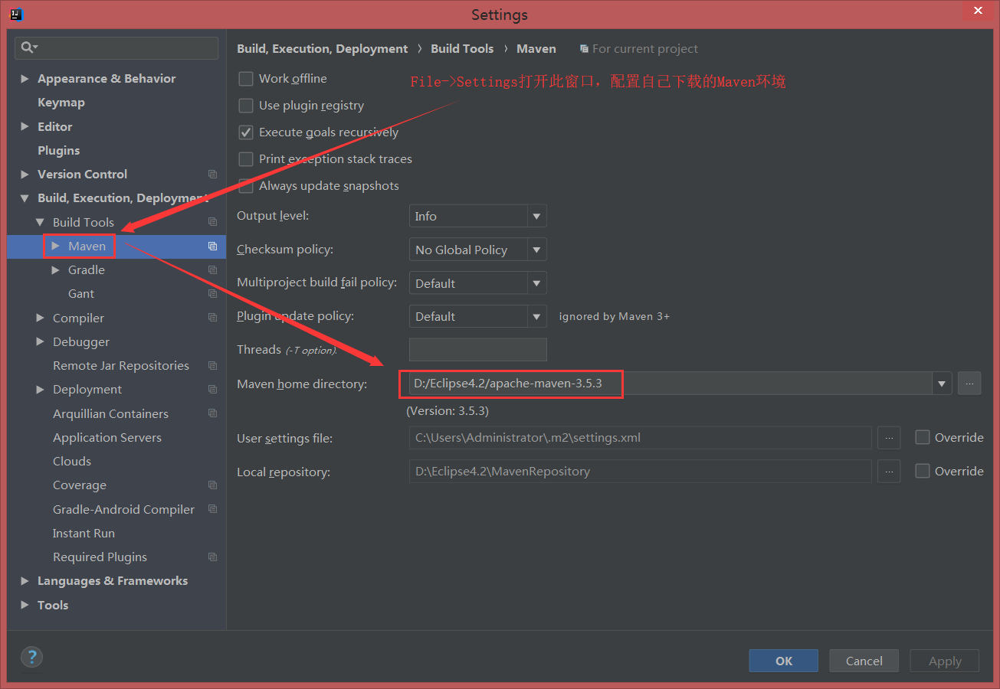 Settings
Build, Execution, Deployment › Build Tools › Maven For current project
File->Settings打开此窗口，配置自己下载的Maven环境
Appearance & Behavior
Keymap
Editor
Plugins
Version Control
Build, Execution, Deployment
Build Tools
Maven
Gradle
Gant
Compiler
Debugger
Remote Jar Repositories
Deployment
Arquillian Containers
Application Servers
Clouds
Coverage
Gradle-Android Compiler
Instant Run
Required Plugins
Languages & Frameworks
Tools
Work offline
Use plugin registry
Execute goals recursively
Print exception stack traces
Always update snapshots
Output level: Info
Checksum policy: No Global Policy
Multiproject build fail policy: Default
Plugin update policy: Default ignored by Maven 3+
Threads (-T option):
Maven home directory: D:/Eclipse4.2/apache-maven-3.5.3 ...
(Version: 3.5.3)
User settings file: C:\Users\Administrator\.m2\settings.xml ... Override
Local repository: D:\Eclipse4.2\MavenRepository ... Override
? OK Cancel Apply